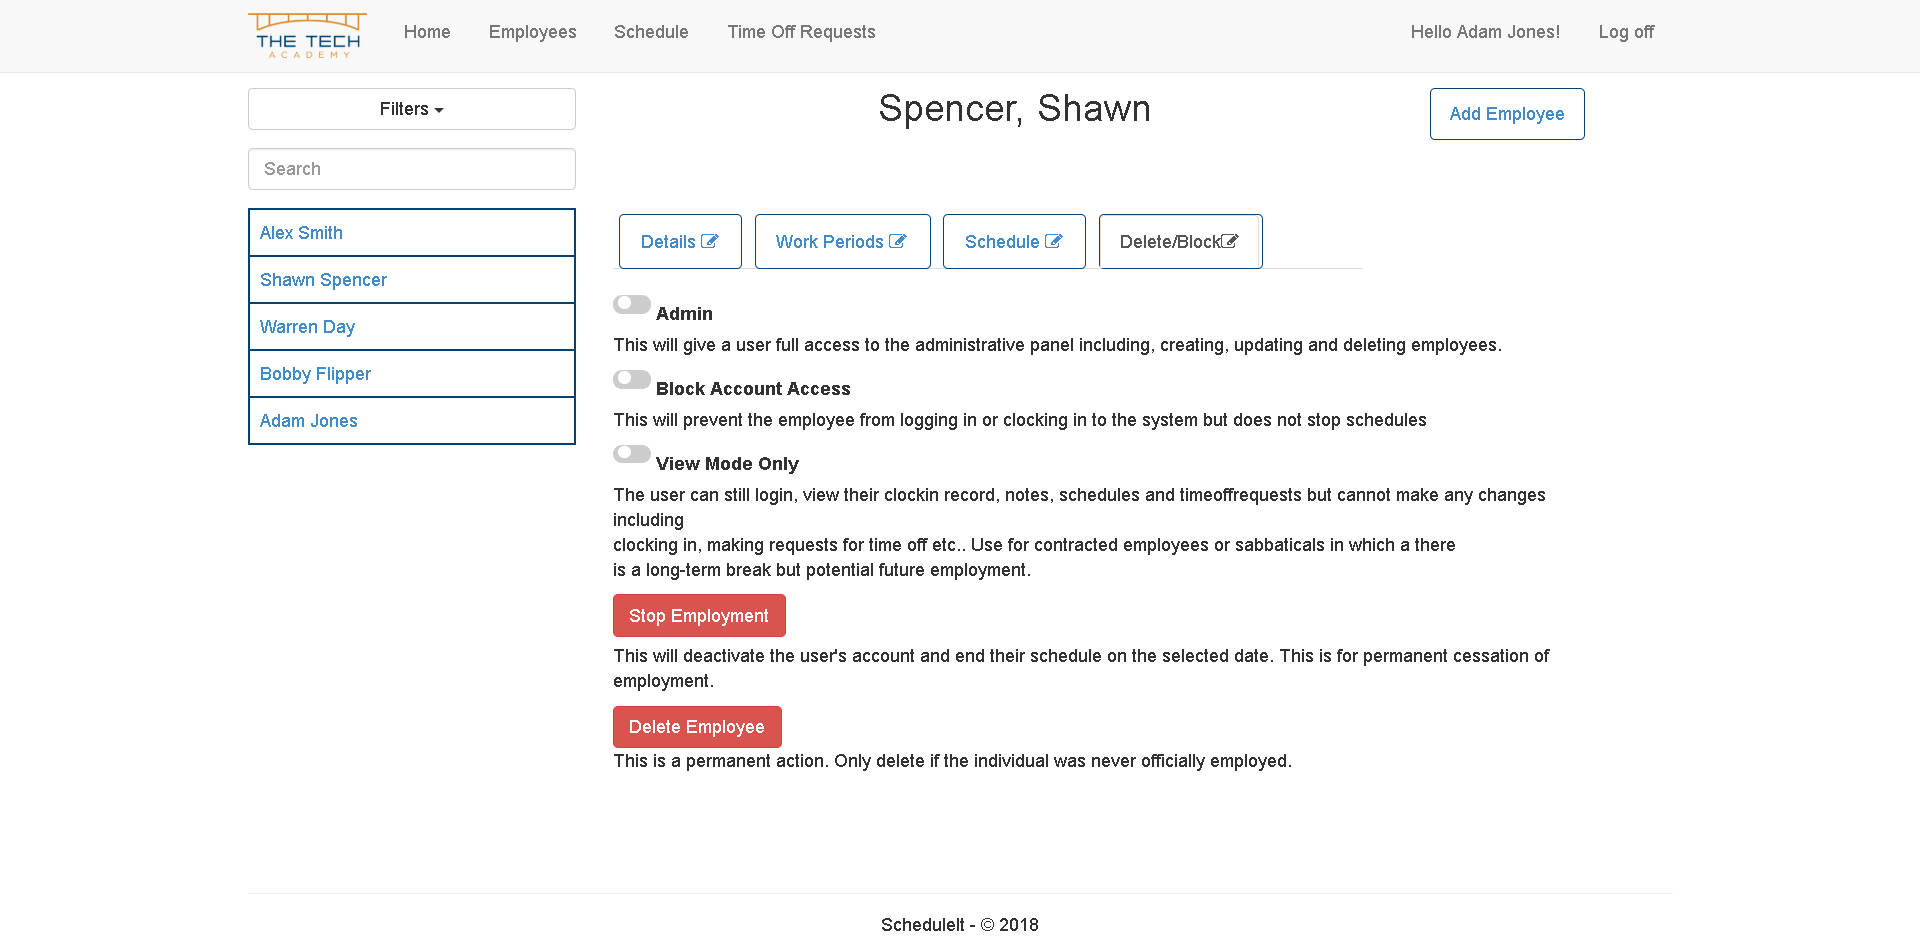 THE TECH
ACADEMY
Home
Employees
Schedule
Time Off Requests
Hello Adam Jones!
Log off
Filters
Search
Alex Smith
Shawn Spencer
Warren Day
Bobby Flipper
Adam Jones
Spencer, Shawn
Add Employee
Details
Work Periods
Schedule
Delete/Block
Admin
This will give a user full access to the administrative panel including, creating, updating and deleting employees.
Block Account Access
This will prevent the employee from logging in or clocking in to the system but does not stop schedules
View Mode Only
The user can still login, view their clockin record, notes, schedules and timeoffrequests but cannot make any changes
including
clocking in, making requests for time off etc.. Use for contracted employees or sabbaticals in which a there
is a long-term break but potential future employment.
Stop Employment
This will deactivate the user's account and end their schedule on the selected date. This is for permanent cessation of
employment.
Delete Employee
This is a permanent action. Only delete if the individual was never officially employed.
ScheduleIt - © 2018